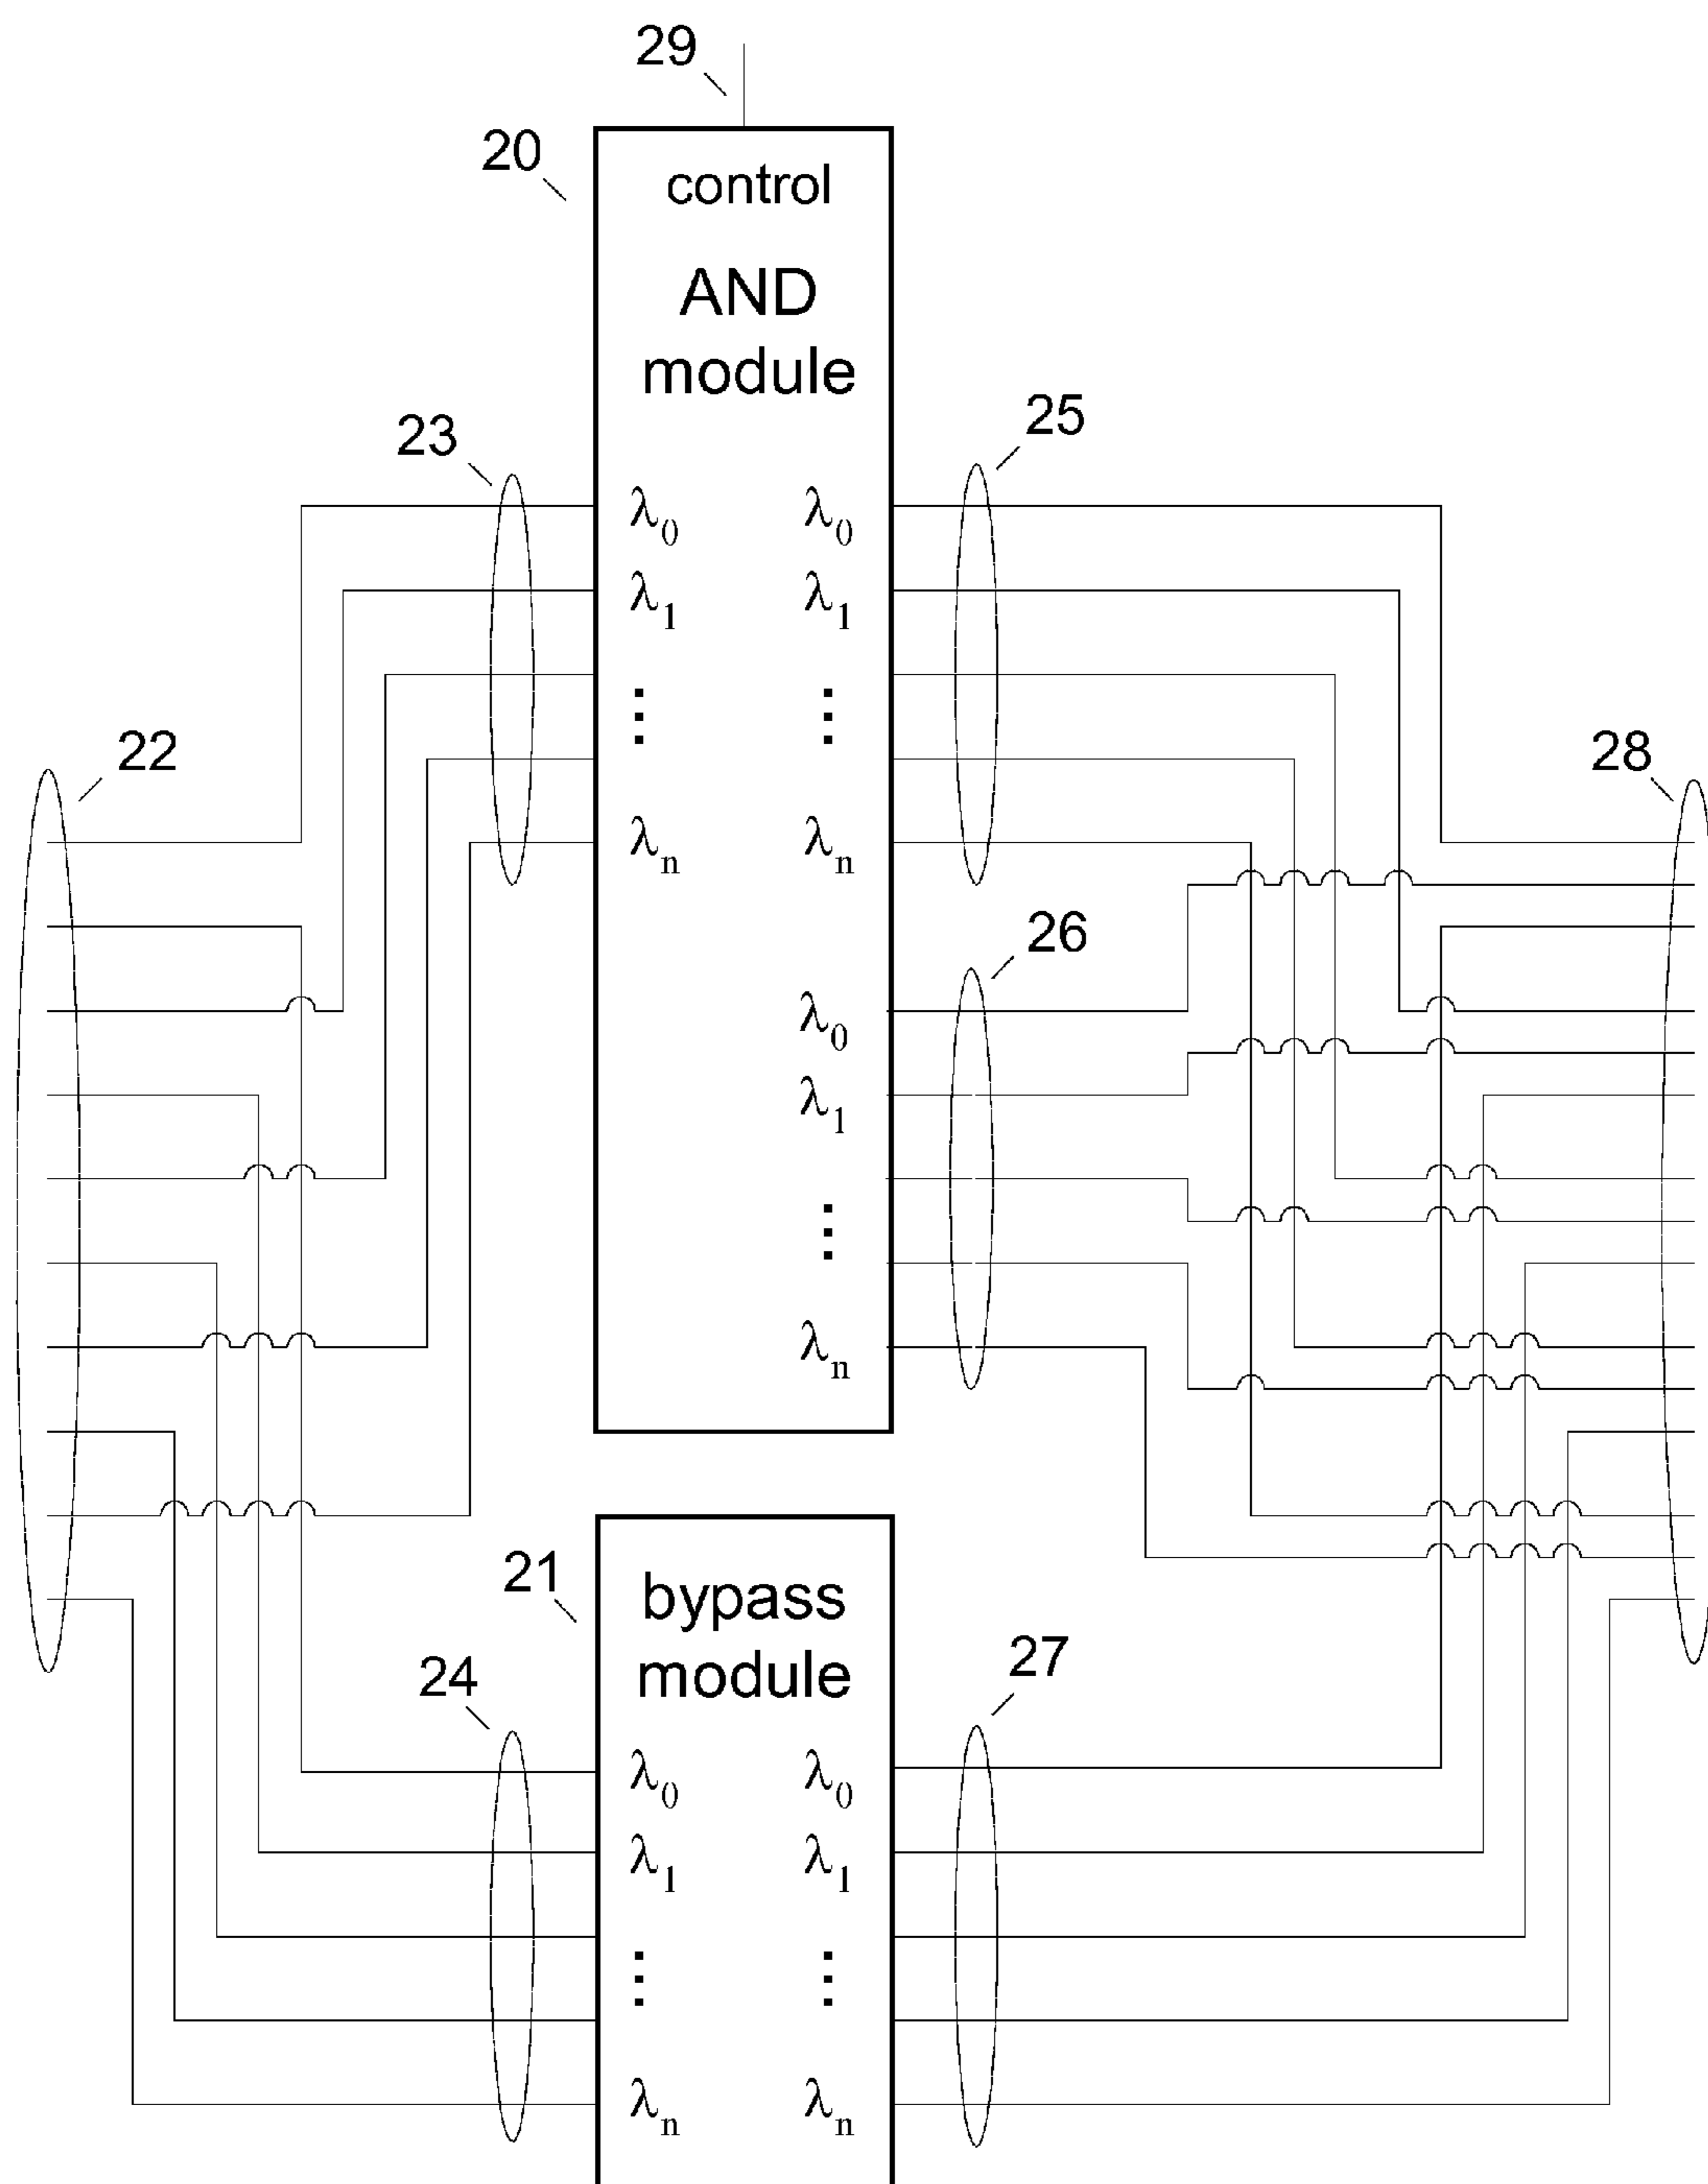 29
20
control
AND
module
23
25
λ0 λ0
λ1 λ1
⋮ ⋮
λn λn
22
28
26
λ0
λ1
⋮
λn
21
bypass
module
24
27
λ0 λ0
λ1 λ1
⋮ ⋮
λn λn